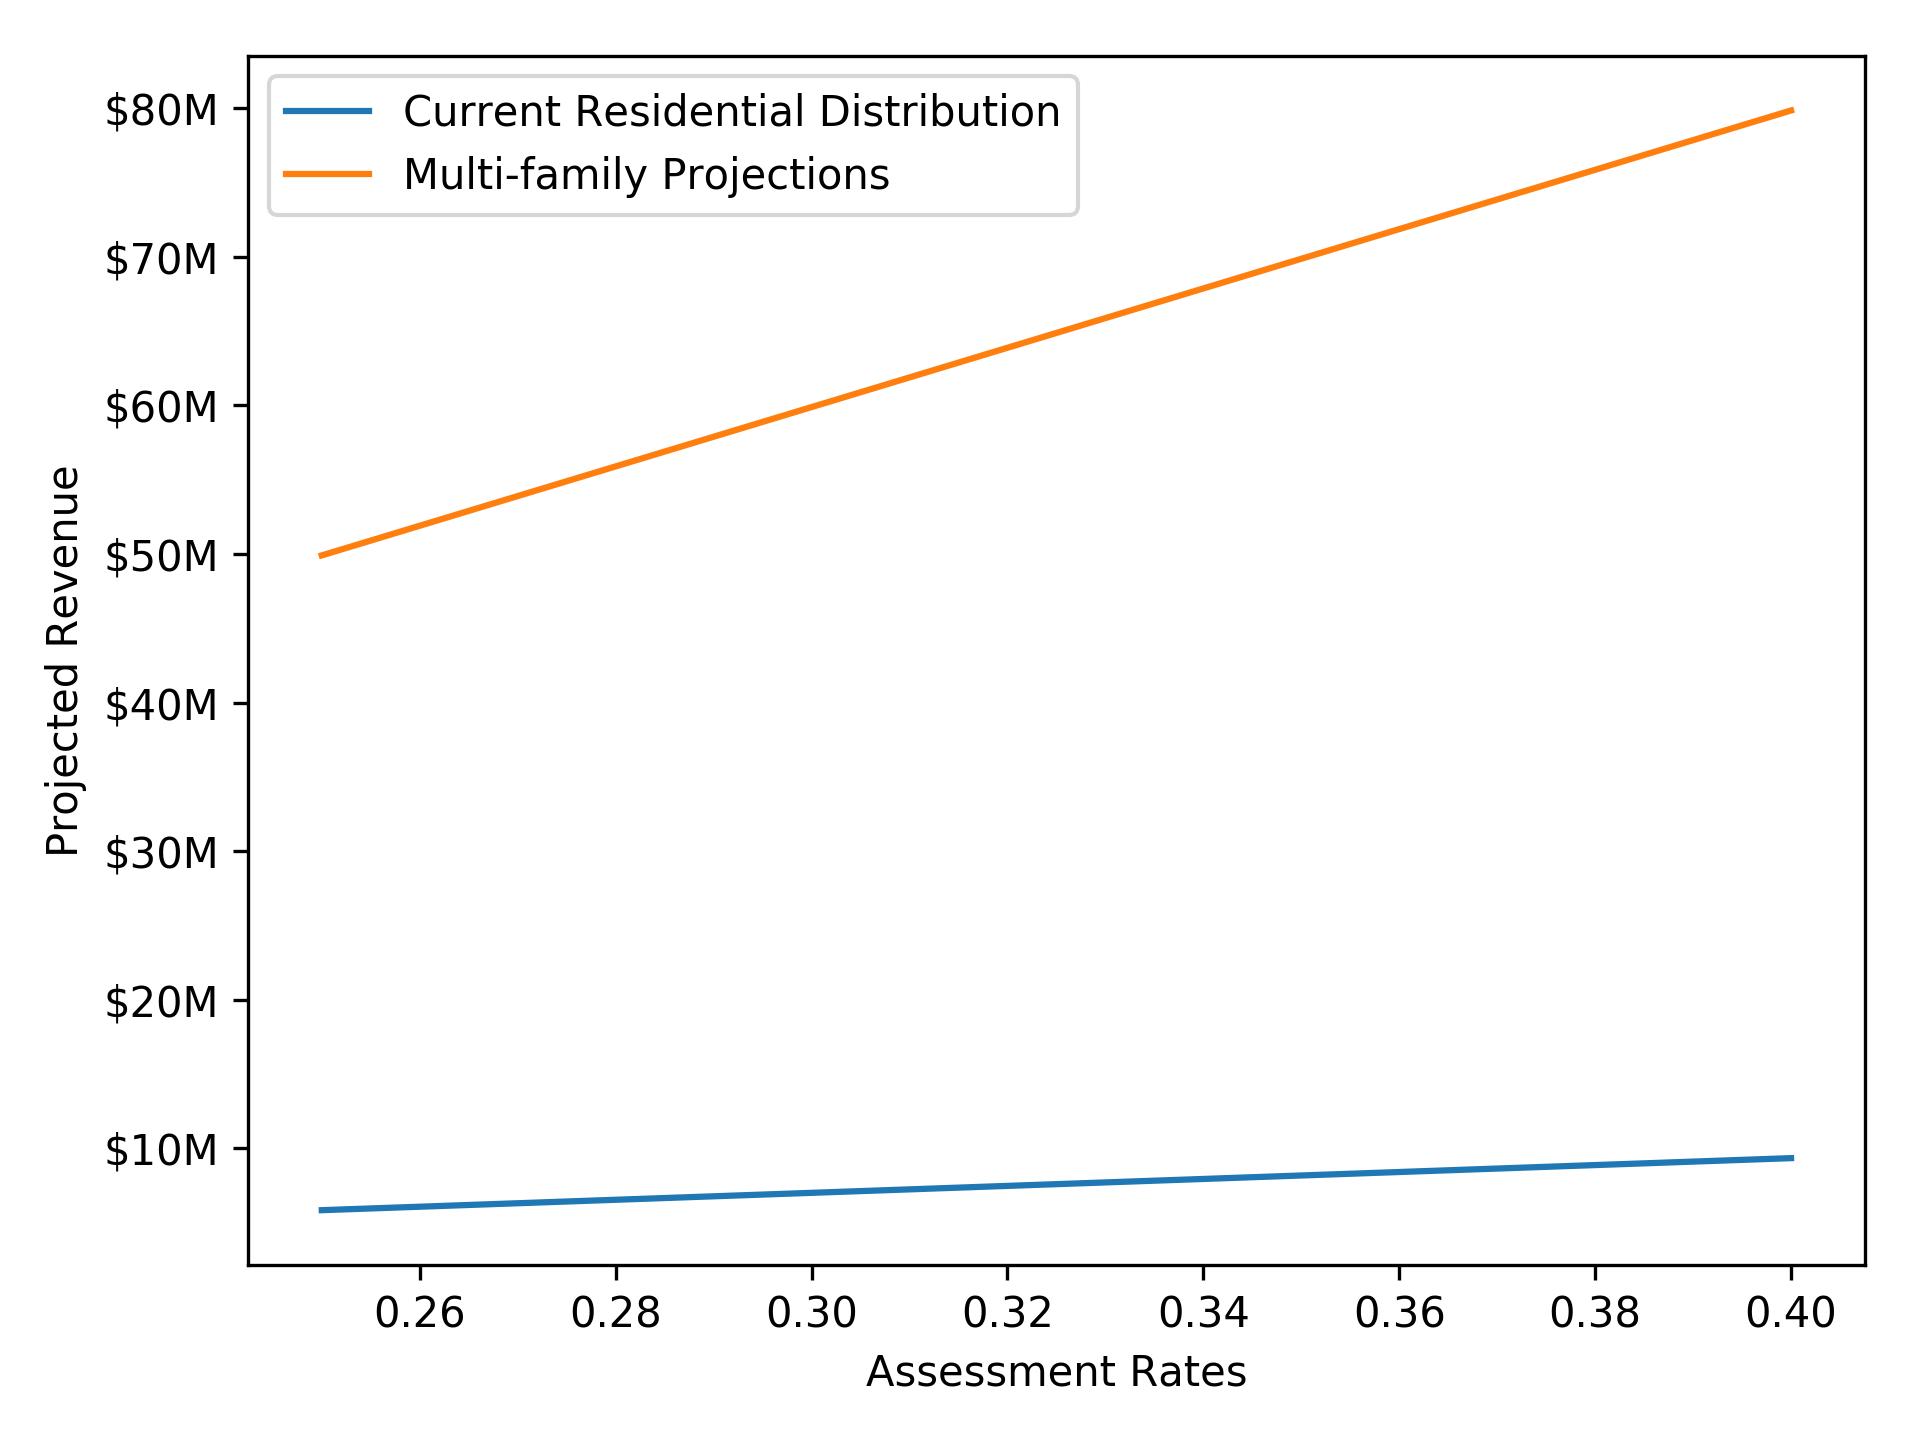 Current Residential Distribution
Multi-family Projections
$80M
$70M
$60M
$50M
$40M
$30M
$20M
$10M
Projected Revenue
0.26 0.28 0.30 0.32 0.34 0.36 0.38 0.40
Assessment Rates